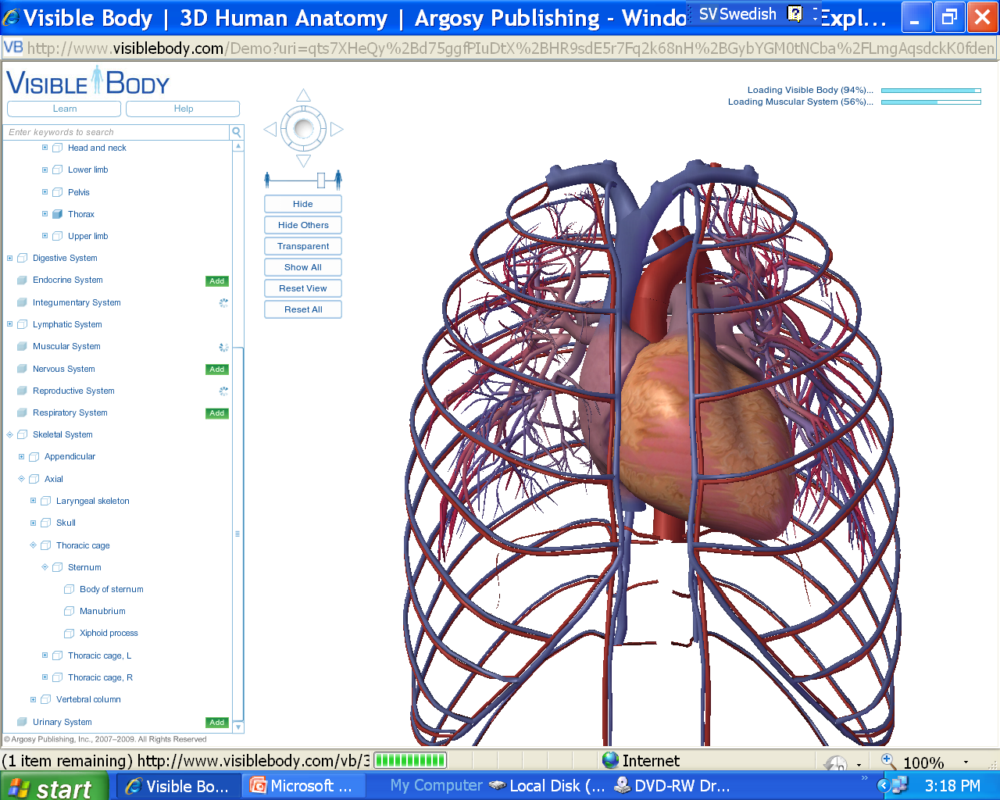 Visible Body | 3D Human Anatomy | Argosy Publishing - Windo
SV Swedish
Expl...
VB http://www.visiblebody.com/Demo?uri=qts7XHeQy%2Bd75ggfPIuDtX%2BHR9sdE5r7Fq2k68nH%2BGybYGM0tNCba%2FLmgAqsdckK0fden
VISIBLE BODY
Learn
Help
Enter keywords to search
Head and neck
Lower limb
Pelvis
Thorax
Upper limb
Digestive System
Endocrine System Add
Integumentary System
Lymphatic System
Muscular System
Nervous System Add
Reproductive System
Respiratory System Add
Skeletal System
Appendicular
Axial
Laryngeal skeleton
Skull
Thoracic cage
Sternum
Body of sternum
Manubrium
Xiphoid process
Thoracic cage, L
Thoracic cage, R
Vertebral column
Urinary System Add
© Argosy Publishing, Inc., 2007–2009. All Rights Reserved
Hide
Hide Others
Transparent
Show All
Reset View
Reset All
Loading Visible Body (94%)...
Loading Muscular System (56%)...
(1 item remaining) http://www.visiblebody.com/vb/3
Internet
100%
start
Visible Bo...
Microsoft ...
My Computer
Local Disk (...
DVD-RW Dr...
»
3:18 PM